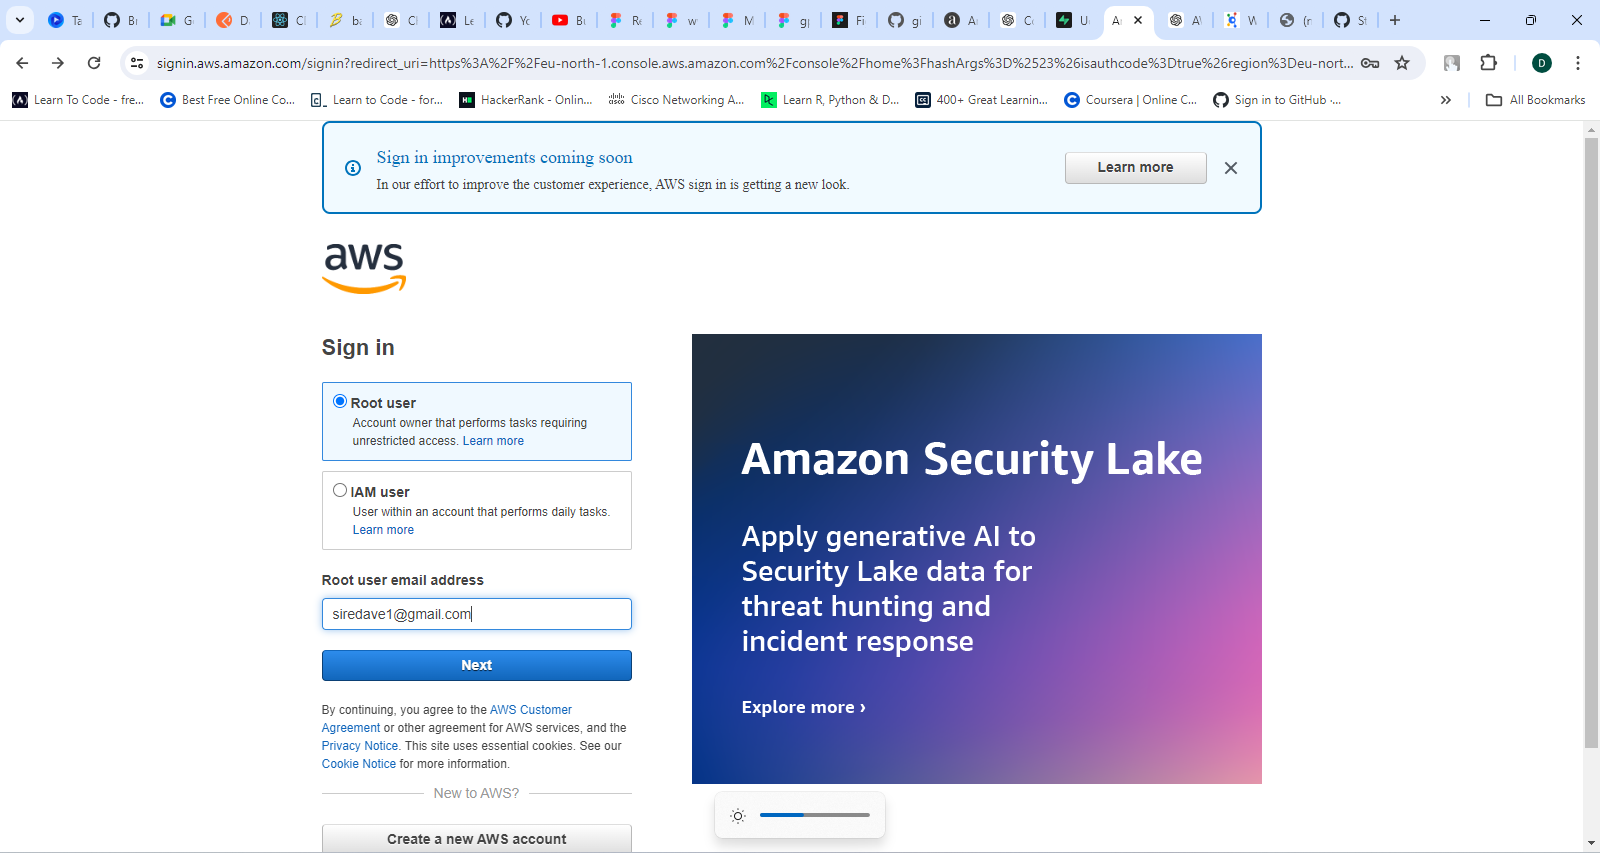 Ta
Br
G
D
Cl
ba
Cl
Le
Yo
Bu
Re
w
M
gp
Fi
gi
A
Co
U
Ar
AV
W
(n
St
signin.aws.amazon.com/signin?redirect_uri=https%3A%2F%2Feu-north-1.console.aws.amazon.com%2Fconsole%2Fhome%3FhashArgs%3D%2523%26isauthcode%3Dtrue%26region%3Deu-nort...
D
Learn To Code - fre...
Best Free Online Co...
Learn to Code - for...
HackerRank - Onlin...
Cisco Networking A...
Learn R, Python & D...
400+ Great Learnin...
Coursera | Online C...
Sign in to GitHub ·...
All Bookmarks
Sign in improvements coming soon
In our effort to improve the customer experience, AWS sign in is getting a new look.
Learn more
aws
Sign in
Root user
Account owner that performs tasks requiring
unrestricted access. Learn more
IAM user
User within an account that performs daily tasks.
Learn more
Root user email address
siredave1@gmail.com
Next
By continuing, you agree to the AWS Customer
Agreement or other agreement for AWS services, and the
Privacy Notice. This site uses essential cookies. See our
Cookie Notice for more information.
New to AWS?
Create a new AWS account
Amazon Security Lake
Apply generative AI to
Security Lake data for
threat hunting and
incident response
Explore more ›